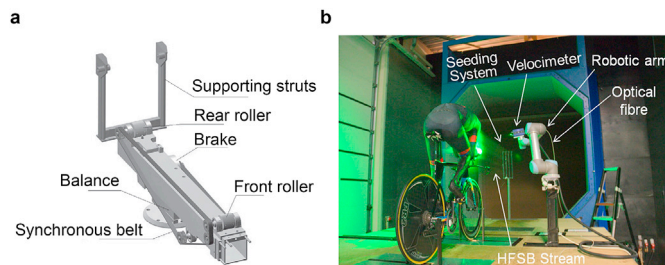 a
Supporting struts
Rear roller
Brake
Balance
Front roller
Synchronous belt
b
Seeding
System
Velocimeter
Robotic arm
Optical
fibre
HFSB Stream